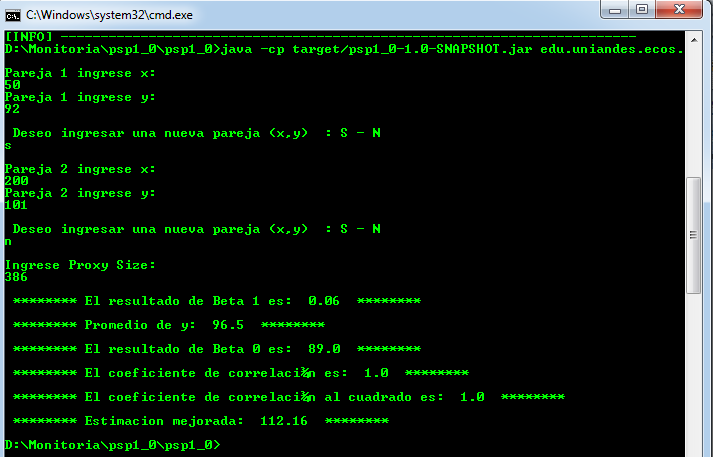 C:\Windows\system32\cmd.exe
[INFO] ------------------------------------------------------------------------
D:\Monitoria\psp1_0\psp1_0>java -cp target/psp1_0-1.0-SNAPSHOT.jar edu.uniandes.ecos.
Pareja 1 ingrese x:
50
Pareja 1 ingrese y:
92
Deseo ingresar una nueva pareja (x,y)  : S - N
s
Pareja 2 ingrese x:
200
Pareja 2 ingrese y:
101
Deseo ingresar una nueva pareja (x,y)  : S - N
n
Ingrese Proxy Size:
386
******** El resultado de Beta 1 es:  0.06  ********
******** Promedio de y:  96.5  ********
******** El resultado de Beta 0 es:  89.0  ********
******** El coeficiente de correlaci¾n es:  1.0  ********
******** El coeficiente de correlaci¾n al cuadrado es:  1.0  ********
******** Estimacion mejorada:  112.16  ********
D:\Monitoria\psp1_0\psp1_0>